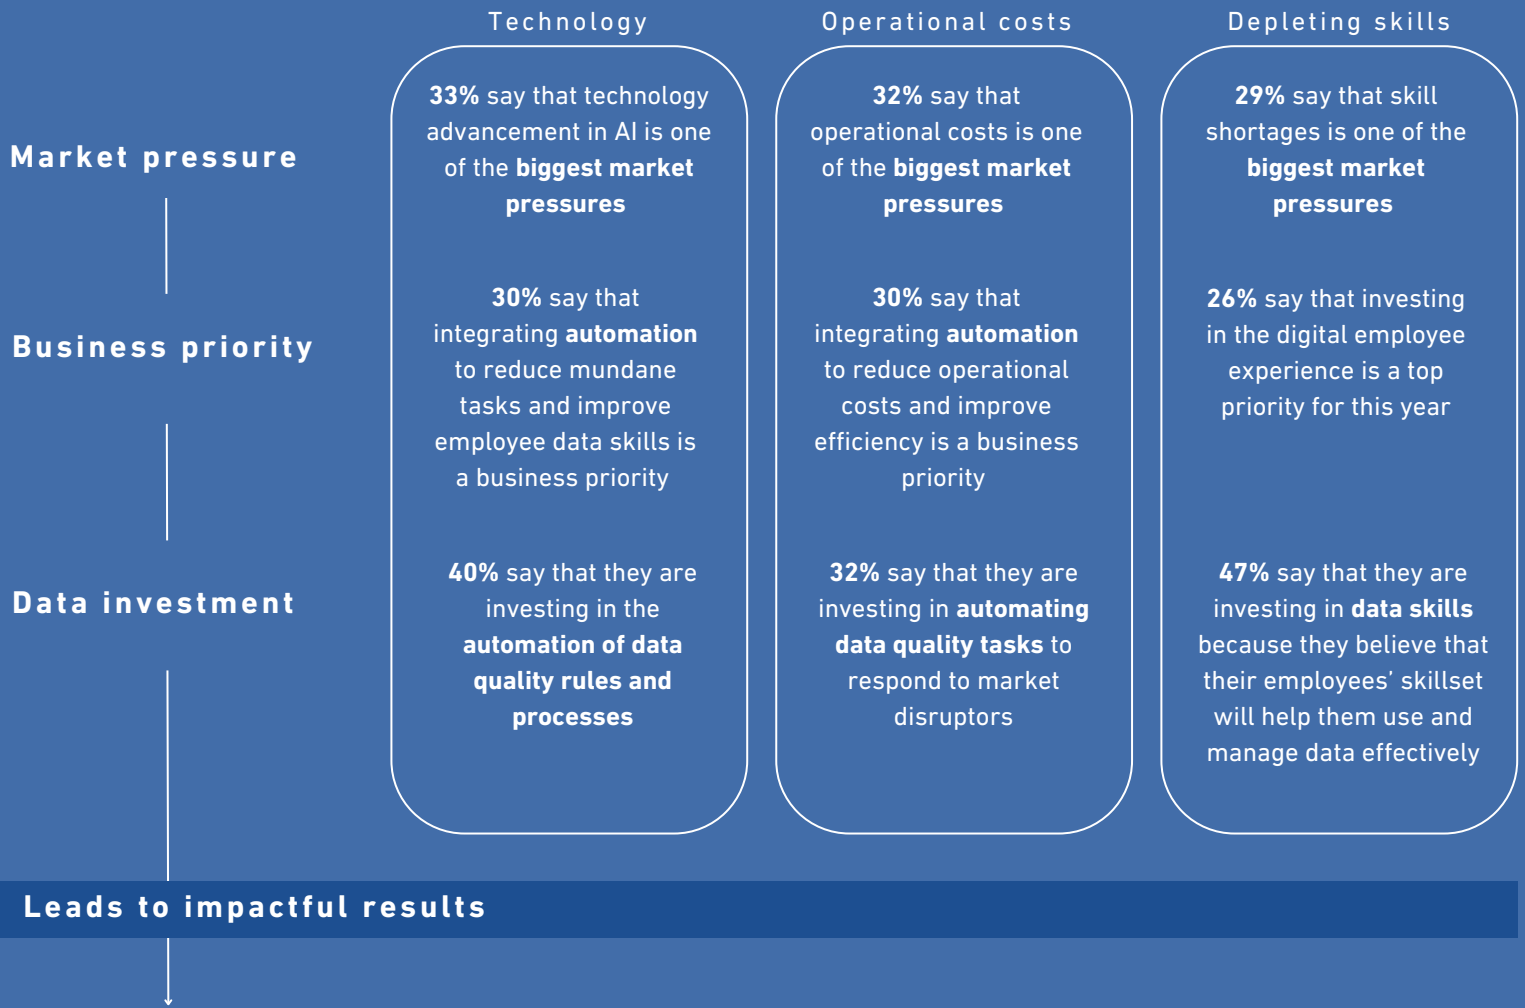 Technology
Operational costs
Depleting skills
Market pressure
33% say that technology
advancement in AI is one
of the biggest market
pressures
32% say that
operational costs is one
of the biggest market
pressures
29% say that skill
shortages is one of the
biggest market
pressures
Business priority
30% say that
integrating automation
to reduce mundane
tasks and improve
employee data skills is
a business priority
30% say that
integrating automation
to reduce operational
costs and improve
efficiency is a business
priority
26% say that investing
in the digital employee
experience is a top
priority for this year
Data investment
40% say that they are
investing in the
automation of data
quality rules and
processes
32% say that they are
investing in automating
data quality tasks to
respond to market
disruptors
47% say that they are
investing in data skills
because they believe that
their employees’ skillset
will help them use and
manage data effectively
Leads to impactful results